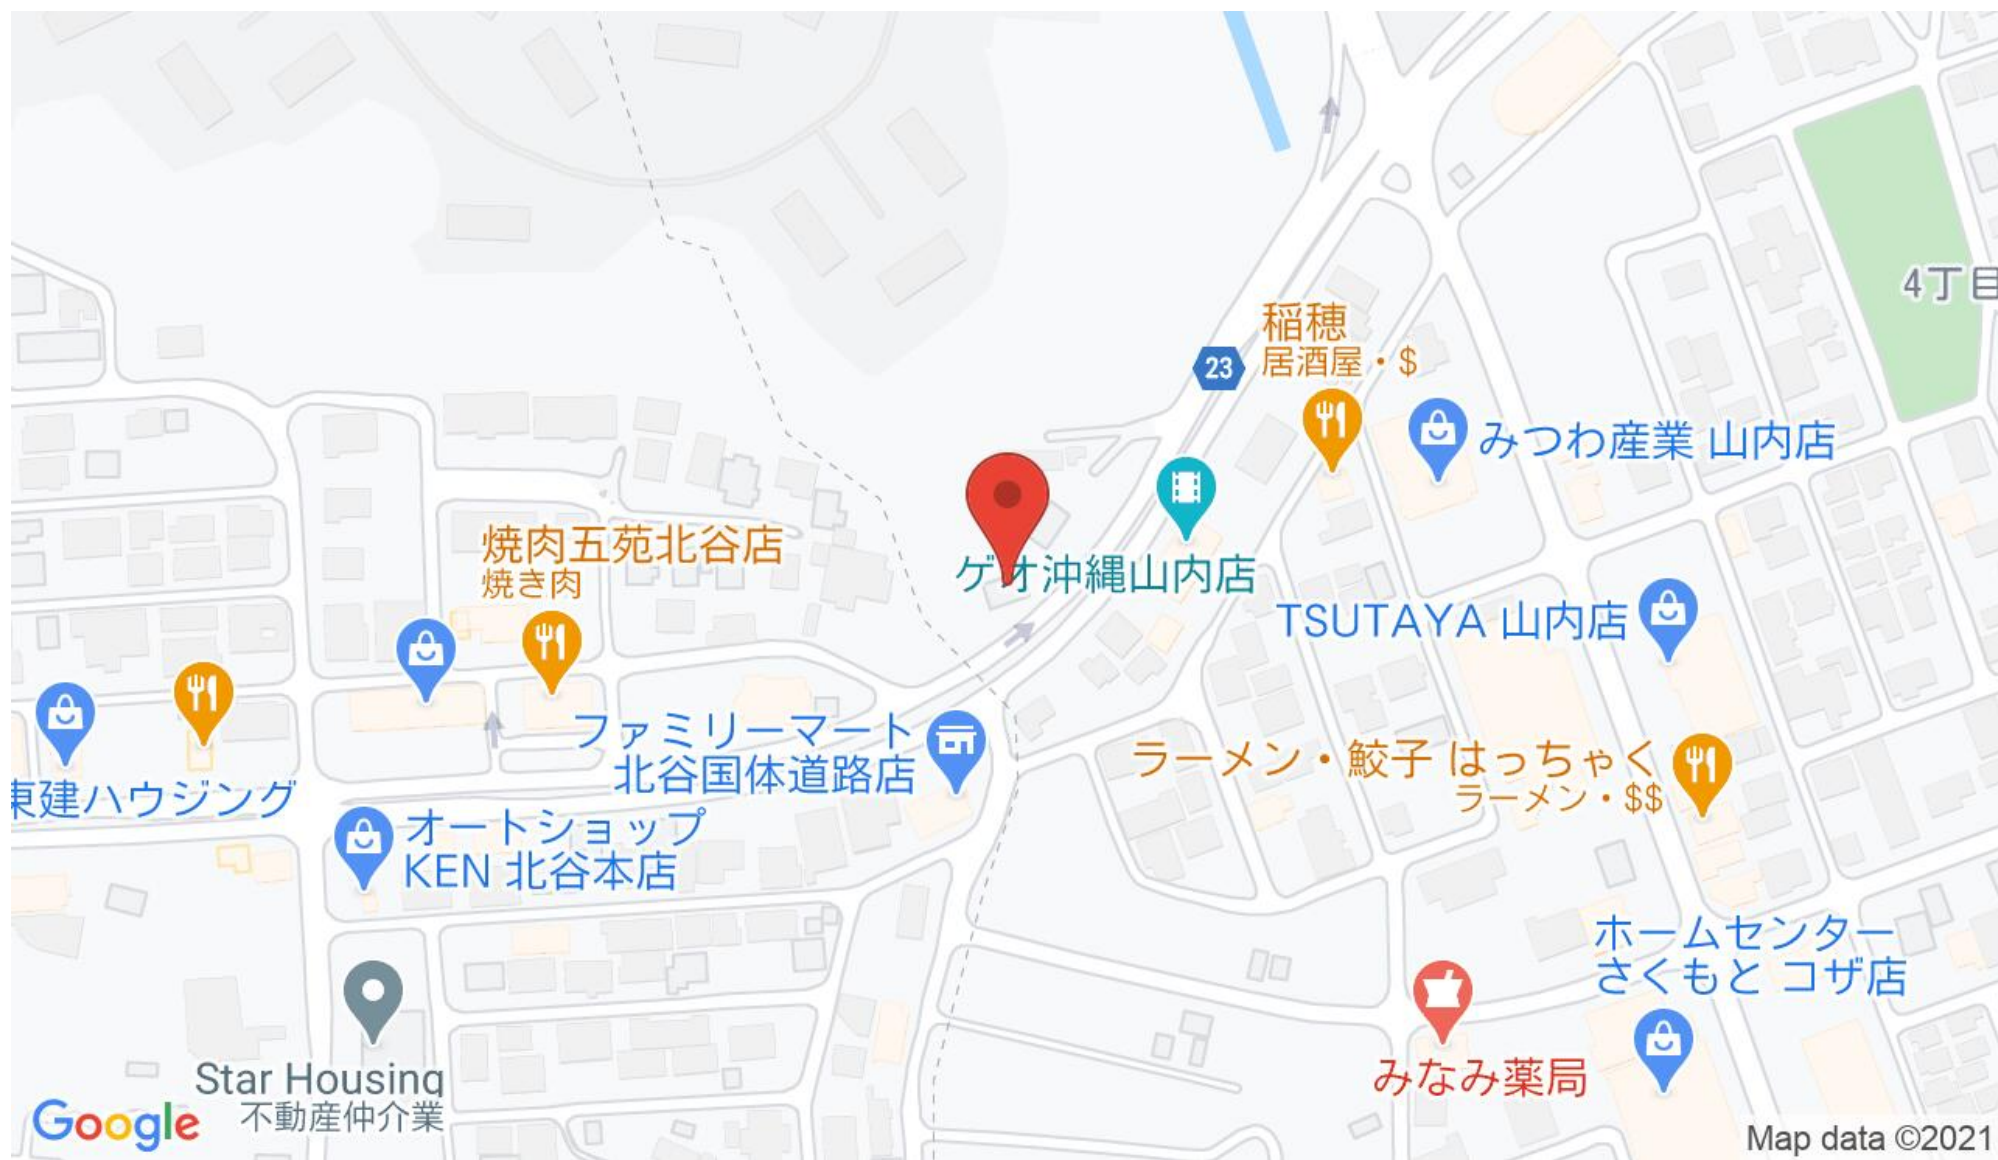 4丁目
稲穂
居酒屋・$
23
みつわ産業 山内店
焼肉五苑北谷店
焼き肉
ゲオ沖縄山内店
TSUTAYA 山内店
ファミリーマート
北谷国体道路店
ラーメン・鮫子 はっちゃく
ラーメン・$$
東建ハウジング
オートショップ
KEN 北谷本店
ホームセンター
さくもと コザ店
みなみ薬局
Star Housing
不動産仲介業
Google
Map data ©2021